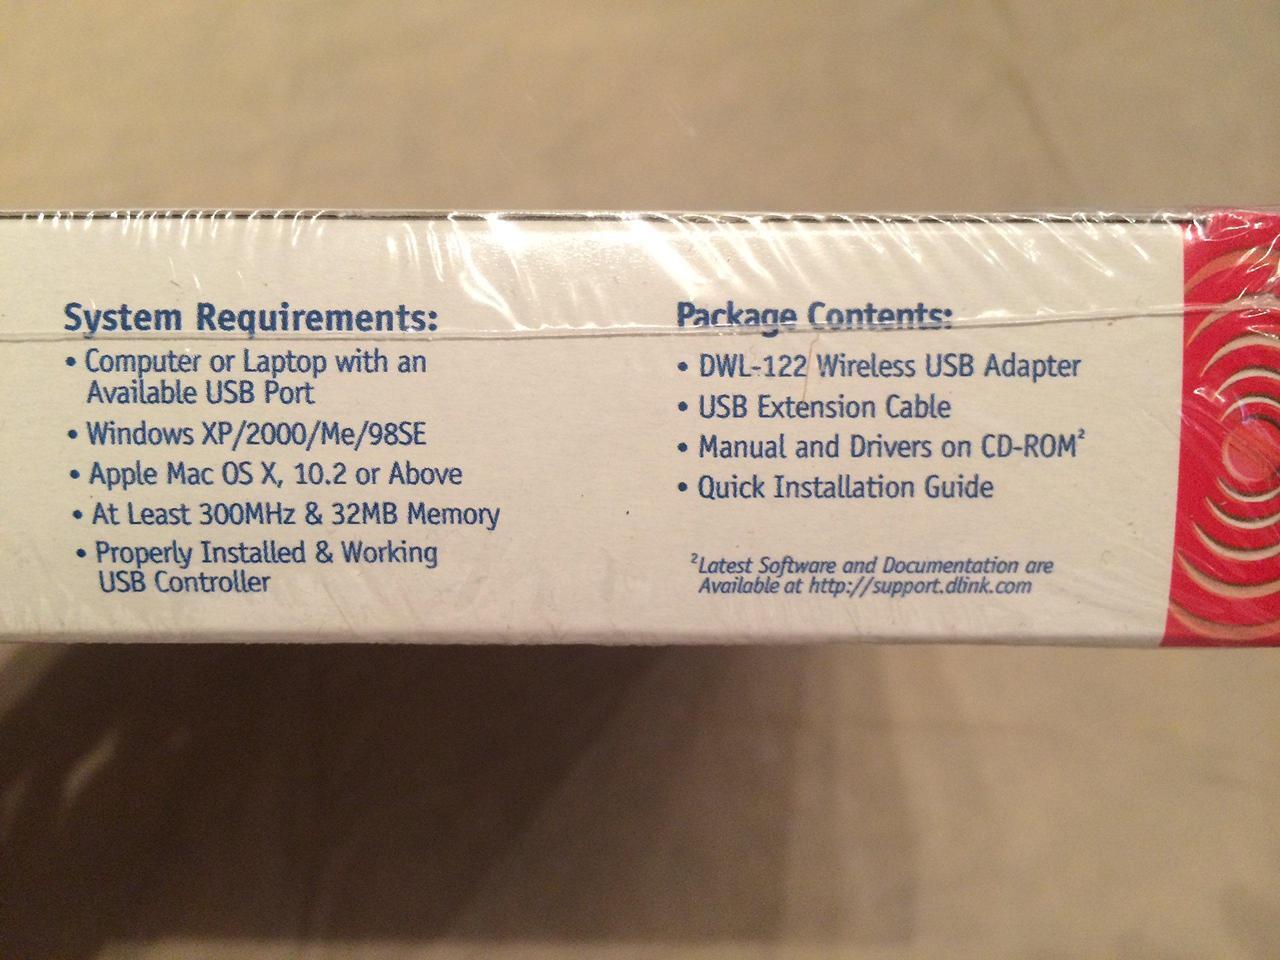 System Requirements:
• Computer or Laptop with an
Available USB Port
• Windows XP/2000/Me/98SE
• Apple Mac OS X, 10.2 or Above
• At Least 300MHz & 32MB Memory
• Properly Installed & Working
USB Controller
Package Contents:
• DWL-122 Wireless USB Adapter
• USB Extension Cable
• Manual and Drivers on CD-ROM²
• Quick Installation Guide
²Latest Software and Documentation are
Available at http://support.dlink.com